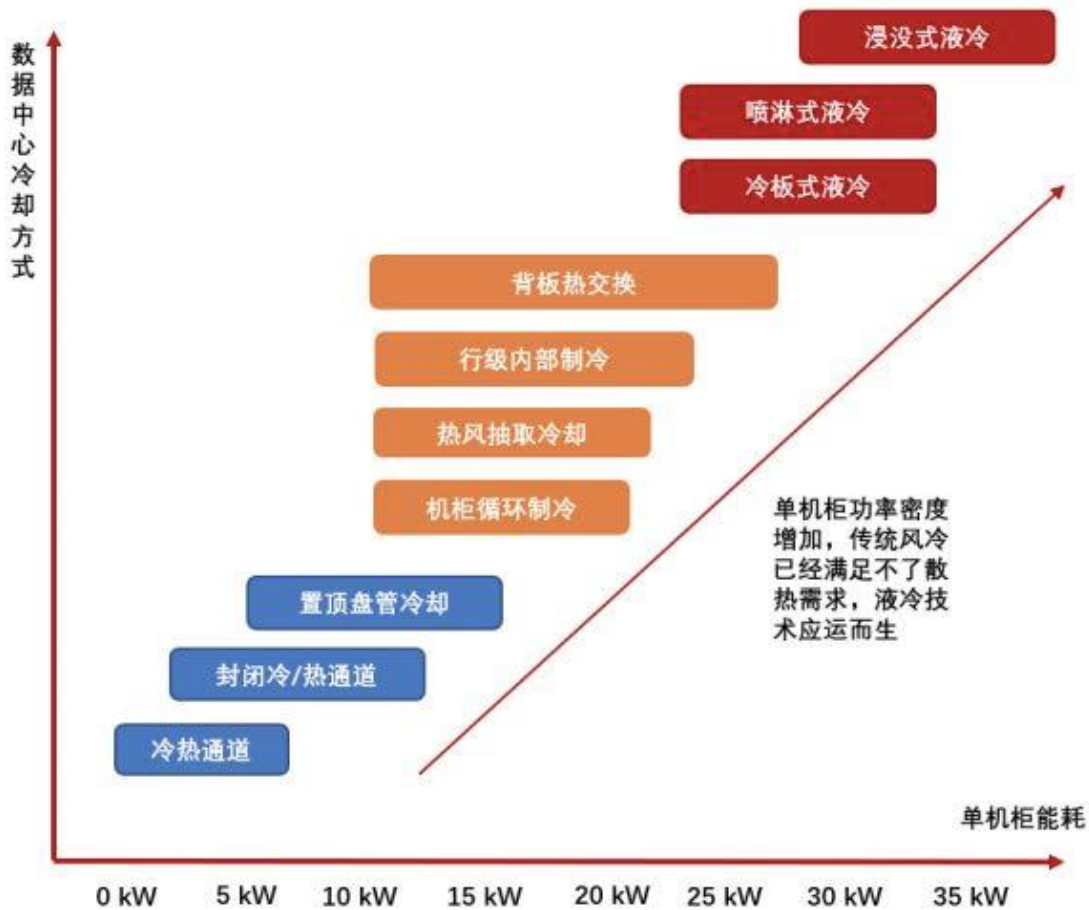 数据中心冷却方式
浸没式液冷
喷淋式液冷
冷板式液冷
背板热交换
行级内部制冷
热风抽取冷却
机柜循环制冷
置顶盘管冷却
封闭冷/热通道
冷热通道
单机柜功率密度
增加，传统风冷
已经满足不了散
热需求，液冷技
术应运而生
单机柜能耗
0 kW 5 kW 10 kW 15 kW 20 kW 25 kW 30 kW 35 kW